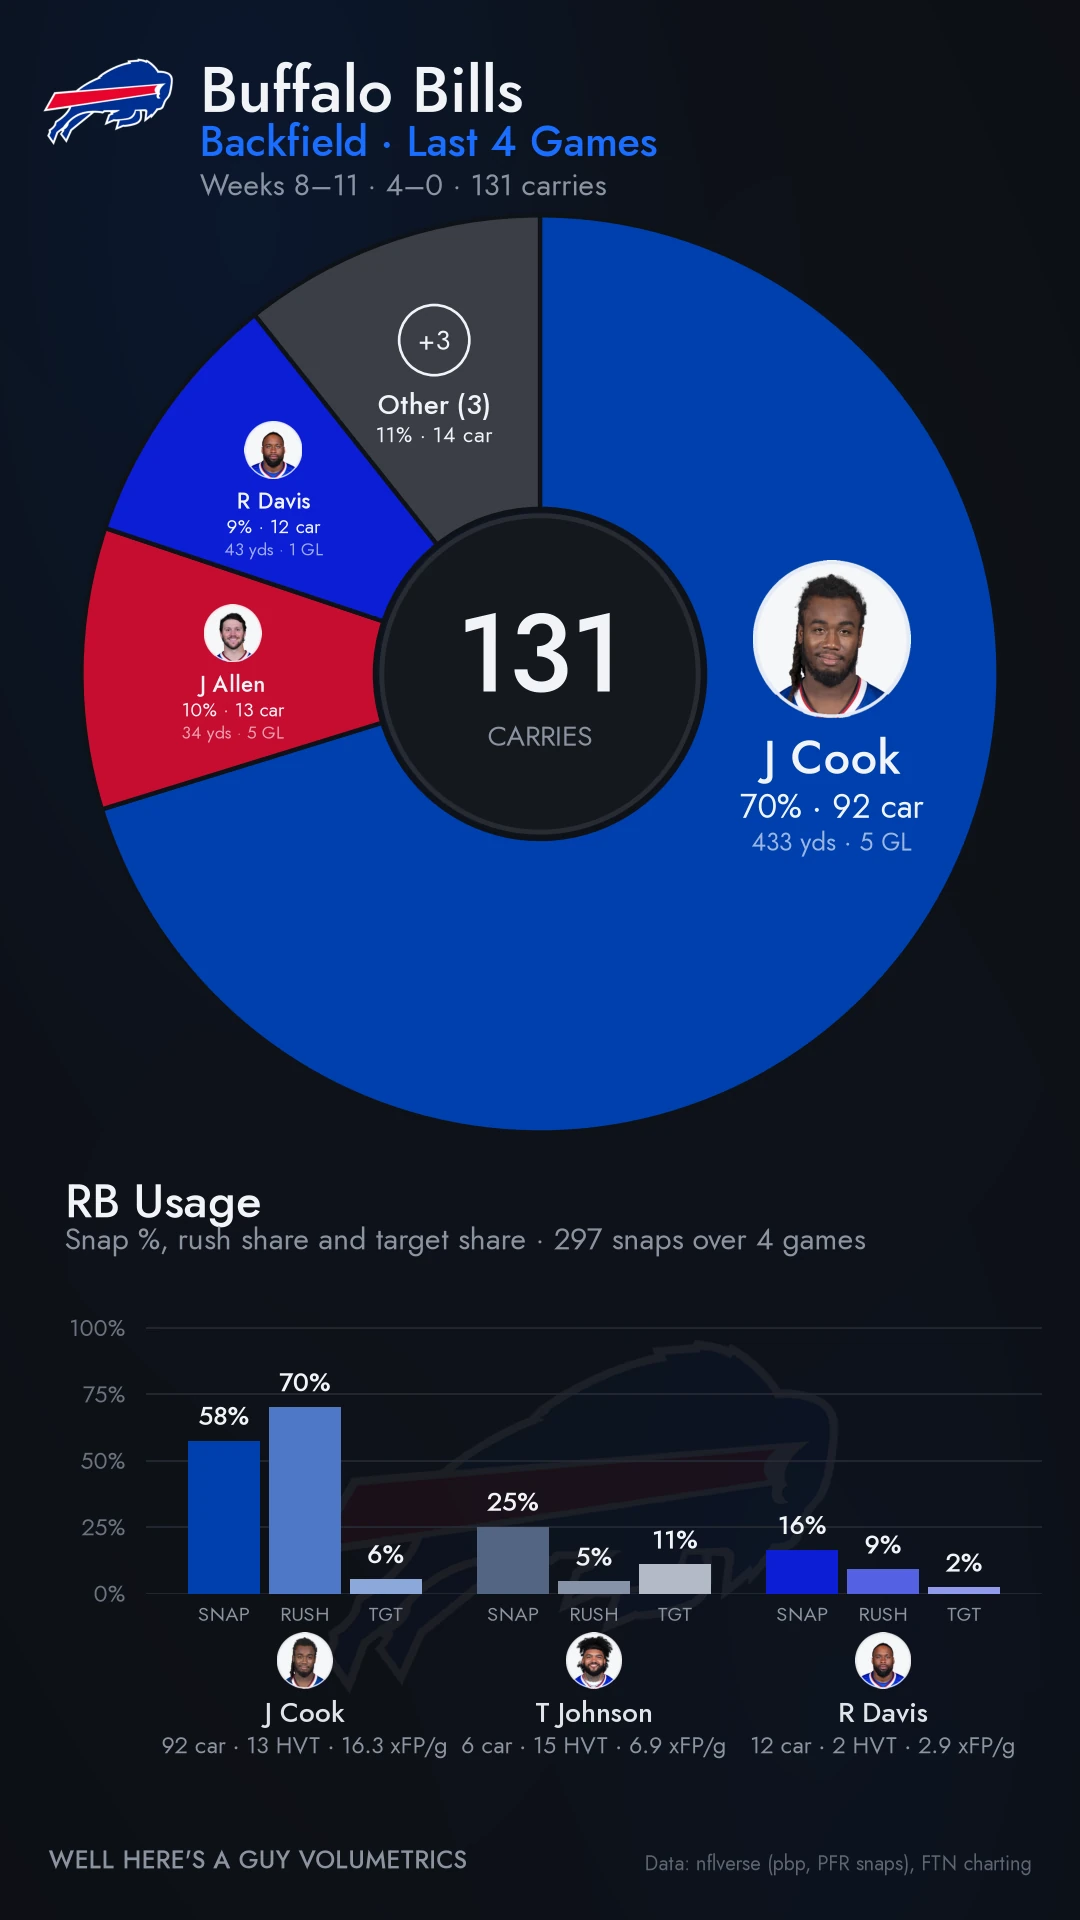 Buffalo Bills
Backfield · Last 4 Games
Weeks 8–11 · 4–0 · 131 carries
+3
Other (3)
11% · 14 car
R Davis
9% · 12 car
43 yds · 1 GL
J Allen
10% · 13 car
34 yds · 5 GL
131
CARRIES
J Cook
70% · 92 car
433 yds · 5 GL
RB Usage
Snap %, rush share and target share · 297 snaps over 4 games
100%
75%
50%
25%
0%
58% 70% 6% 25% 5% 11% 16% 9% 2%
SNAP RUSH TGT SNAP RUSH TGT SNAP RUSH TGT
J Cook T Johnson R Davis
92 car · 13 HVT · 16.3 xFP/g 6 car · 15 HVT · 6.9 xFP/g 12 car · 2 HVT · 2.9 xFP/g
WELL HERE'S A GUY VOLUMETRICS
Data: nflverse (pbp, PFR snaps), FTN charting